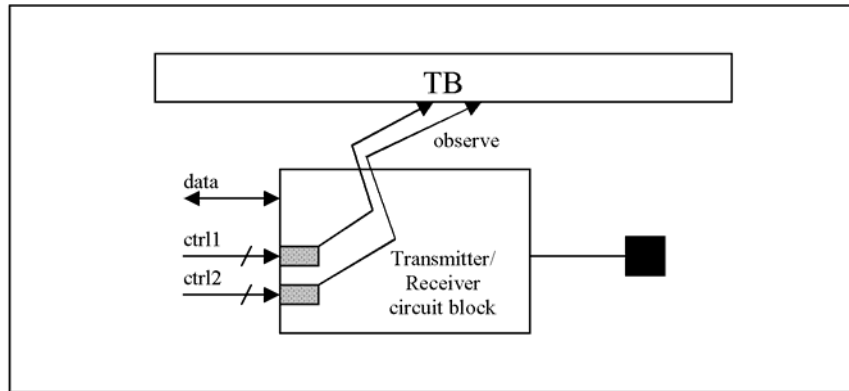 TB
observe
data
ctrl1
ctrl2
Transmitter/
Receiver
circuit block